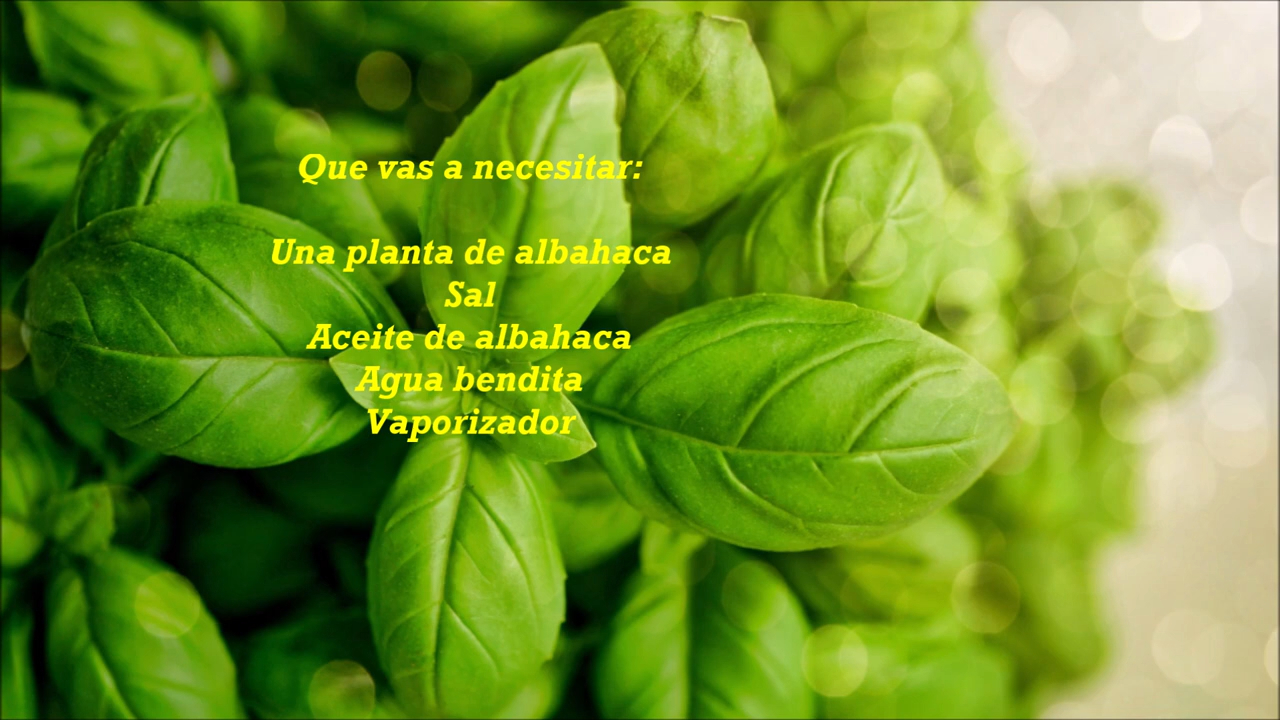 Que vas a necesitar:
Una planta de albahaca
Sal
Aceite de albahaca
Agua bendita
Vaporizador